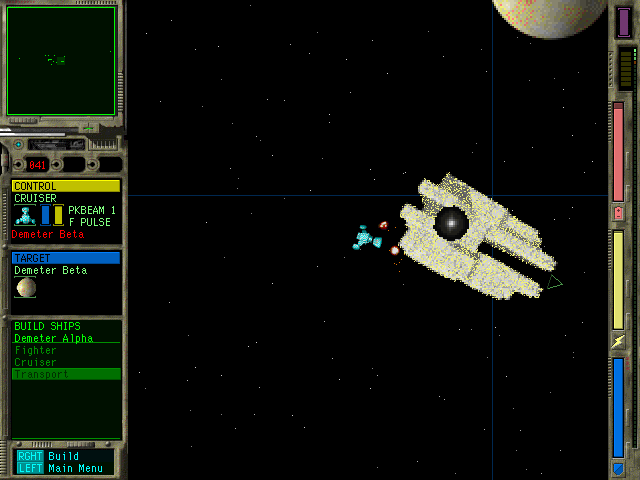 041
CONTROL
CRUISER
PKBEAM 1
F PULSE
Demeter Beta
TARGET
Demeter Beta
BUILD SHIPS
Demeter Alpha
Fighter
Cruiser
Transport
RGHT Build
LEFT Main Menu